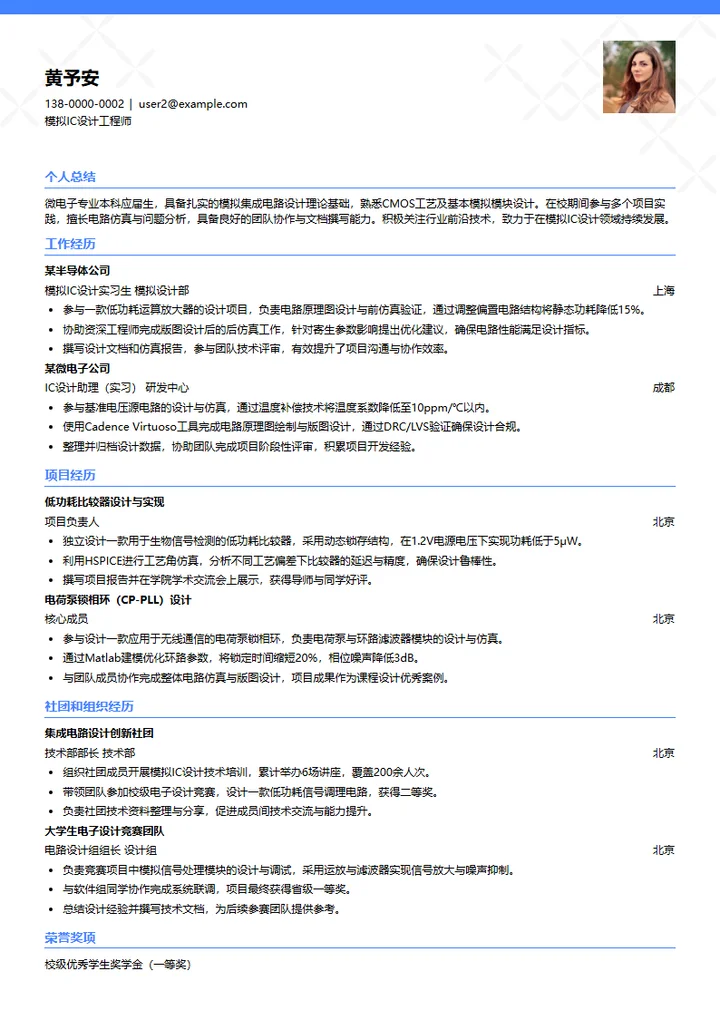 黄予安
138-0000-0002 | user2@example.com
模拟IC设计工程师
个人总结
微电子专业本科应届生，具备扎实的模拟集成电路设计理论基础，熟悉CMOS工艺及基本模拟模块设计。在校期间参与多个项目实
践，擅长电路仿真与问题分析，具备良好的团队协作与文档撰写能力。积极关注行业前沿技术，致力于在模拟IC设计领域持续发展。
工作经历
某半导体公司
模拟IC设计实习生 模拟设计部 上海
• 参与一款低功耗运算放大器的设计项目，负责电路原理图设计与前仿真验证，通过调整偏置电路结构将静态功耗降低15%。
• 协助资深工程师完成版图设计后的后仿真工作，针对寄生参数影响提出优化建议，确保电路性能满足设计指标。
• 撰写设计文档和仿真报告，参与团队技术评审，有效提升了项目沟通与协作效率。
某微电子公司
IC设计助理（实习） 研发中心 成都
• 参与基准电压源电路的设计与仿真，通过温度补偿技术将温度系数降低至10ppm/℃以内。
• 使用Cadence Virtuoso工具完成电路原理图绘制与版图设计，通过DRC/LVS验证确保设计合规。
• 整理并归档设计数据，协助团队完成项目阶段性评审，积累项目开发经验。
项目经历
低功耗比较器设计与实现
项目负责人 北京
• 独立设计一款用于生物信号检测的低功耗比较器，采用动态锁存结构，在1.2V电源电压下实现功耗低于5μW。
• 利用HSPICE进行工艺角仿真，分析不同工艺偏差下比较器的延迟与精度，确保设计鲁棒性。
• 撰写项目报告并在学院学术交流会上展示，获得导师与同学好评。
电荷泵锁相环（CP-PLL）设计
核心成员 北京
• 参与设计一款应用于无线通信的电荷泵锁相环，负责电荷泵与环路滤波器模块的设计与仿真。
• 通过Matlab建模优化环路参数，将锁定时间缩短20%，相位噪声降低3dB。
• 与团队成员协作完成整体电路仿真与版图设计，项目成果作为课程设计优秀案例。
社团和组织经历
集成电路设计创新社团
技术部部长 技术部 北京
• 组织社团成员开展模拟IC设计技术培训，累计举办6场讲座，覆盖200余人次。
• 带领团队参加校级电子设计竞赛，设计一款低功耗信号调理电路，获得二等奖。
• 负责社团技术资料整理与分享，促进成员间技术交流与能力提升。
大学生电子设计竞赛团队
电路设计组组长 设计组 北京
• 负责竞赛项目中模拟信号处理模块的设计与调试，采用运放与滤波器实现信号放大与噪声抑制。
• 与软件组同学协作完成系统联调，项目最终获得省级一等奖。
• 总结设计经验并撰写技术文档，为后续参赛团队提供参考。
荣誉奖项
校级优秀学生奖学金（一等奖）